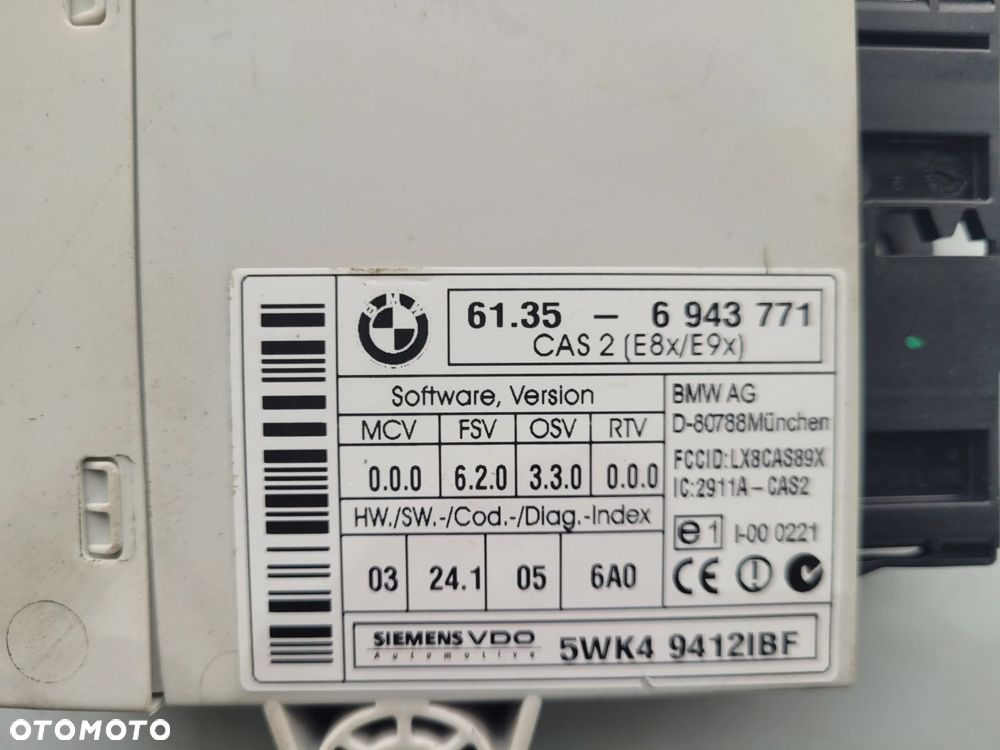 BMW
61.35 – 6 943 771
CAS 2 (E8x/E9x)
Software, Version
MCV FSV OSV RTV
0.0.0 6.2.0 3.3.0 0.0.0
HW./SW.-/Cod.-/Diag.-Index
03 24.1 05 6A0
BMW AG
D-80788München
FCCID:LX8CAS89X
IC:2911A-CAS2
e1 I-00 0221
CE
SIEMENS VDO
Automotive
5WK4 9412IBF
OTOMOTO